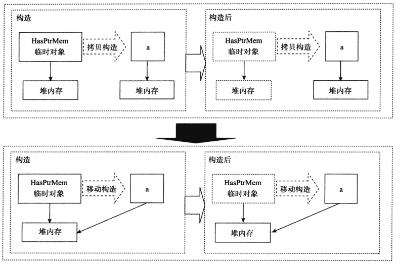 构造
HasPtrMem
临时对象
拷贝构造
a
堆内存
堆内存
构造后
HasPtrMem
临时对象
拷贝构造
a
堆内存
堆内存
构造
HasPtrMem
临时对象
移动构造
a
堆内存
构造后
HasPtrMem
临时对象
移动构造
a
堆内存